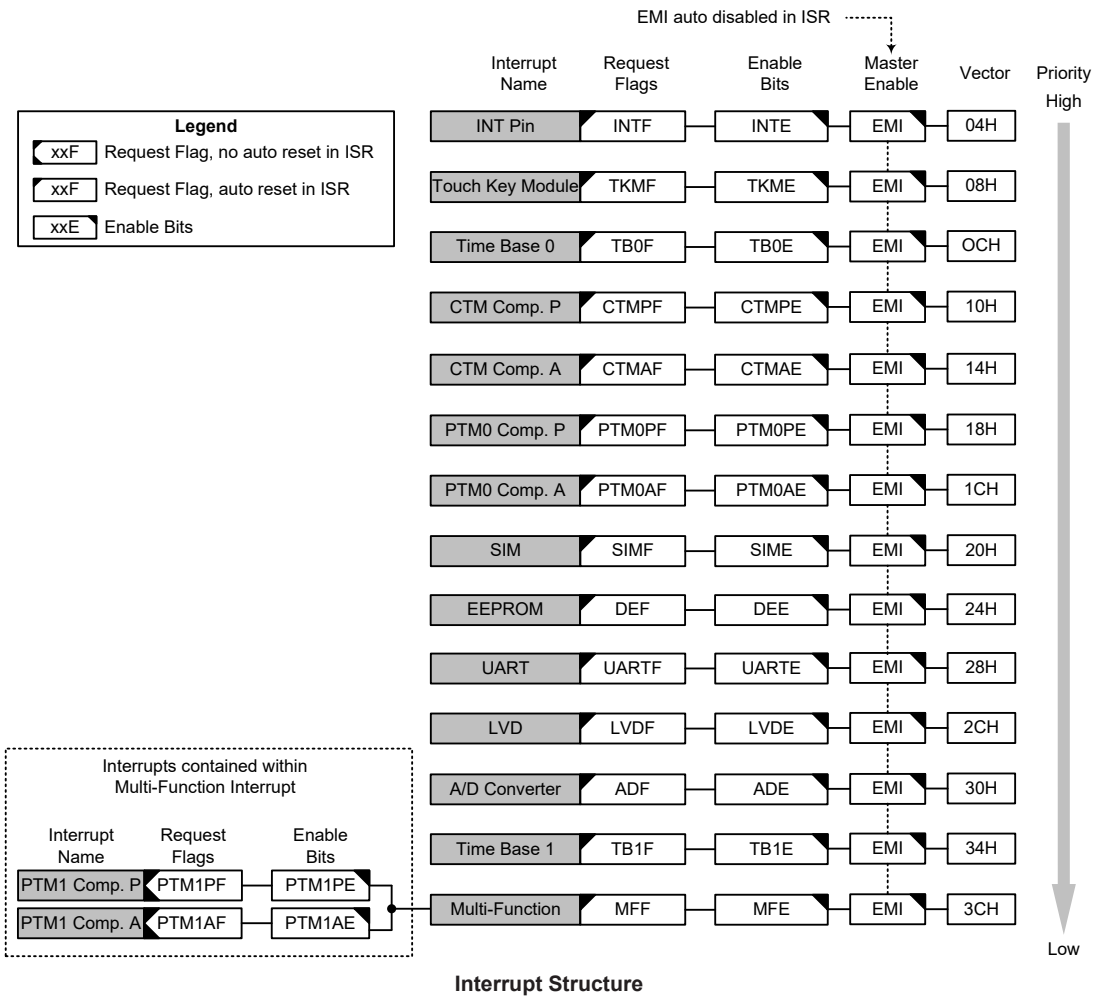 EMI auto disabled in ISR
Interrupt Name
Request Flags
Enable Bits
Master Enable
Vector
Priority
High
Legend
xxF Request Flag, no auto reset in ISR
xxF Request Flag, auto reset in ISR
xxE Enable Bits
INT Pin INTF INTE EMI 04H
Touch Key Module TKMF TKME EMI 08H
Time Base 0 TB0F TB0E EMI OCH
CTM Comp. P CTMPF CTMPE EMI 10H
CTM Comp. A CTMAF CTMAE EMI 14H
PTM0 Comp. P PTM0PF PTM0PE EMI 18H
PTM0 Comp. A PTM0AF PTM0AE EMI 1CH
SIM SIMF SIME EMI 20H
EEPROM DEF DEE EMI 24H
UART UARTF UARTE EMI 28H
LVD LVDF LVDE EMI 2CH
A/D Converter ADF ADE EMI 30H
Time Base 1 TB1F TB1E EMI 34H
Multi-Function MFF MFE EMI 3CH
Low
Interrupts contained within
Multi-Function Interrupt
Interrupt Name
Request Flags
Enable Bits
PTM1 Comp. P PTM1PF PTM1PE
PTM1 Comp. A PTM1AF PTM1AE
Interrupt Structure